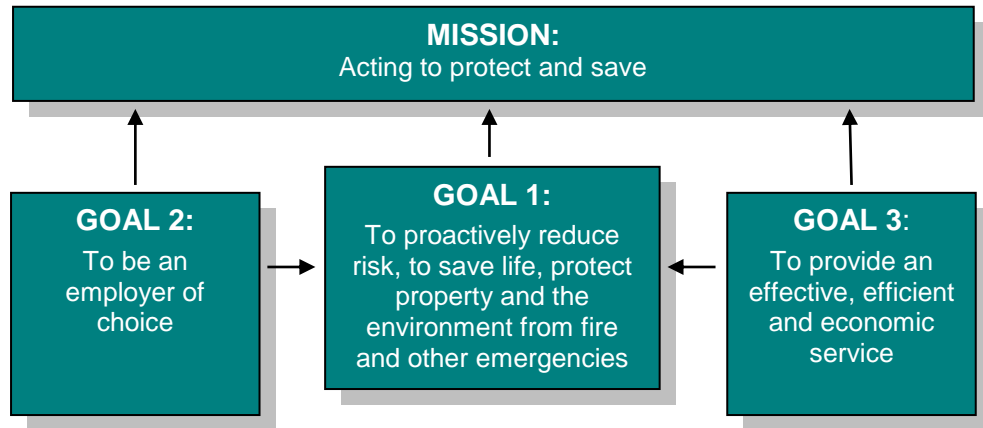 MISSION:
Acting to protect and save
GOAL 2:
To be an
employer of
choice
GOAL 1:
To proactively reduce
risk, to save life, protect
property and the
environment from fire
and other emergencies
GOAL 3:
To provide an
effective, efficient
and economic
service